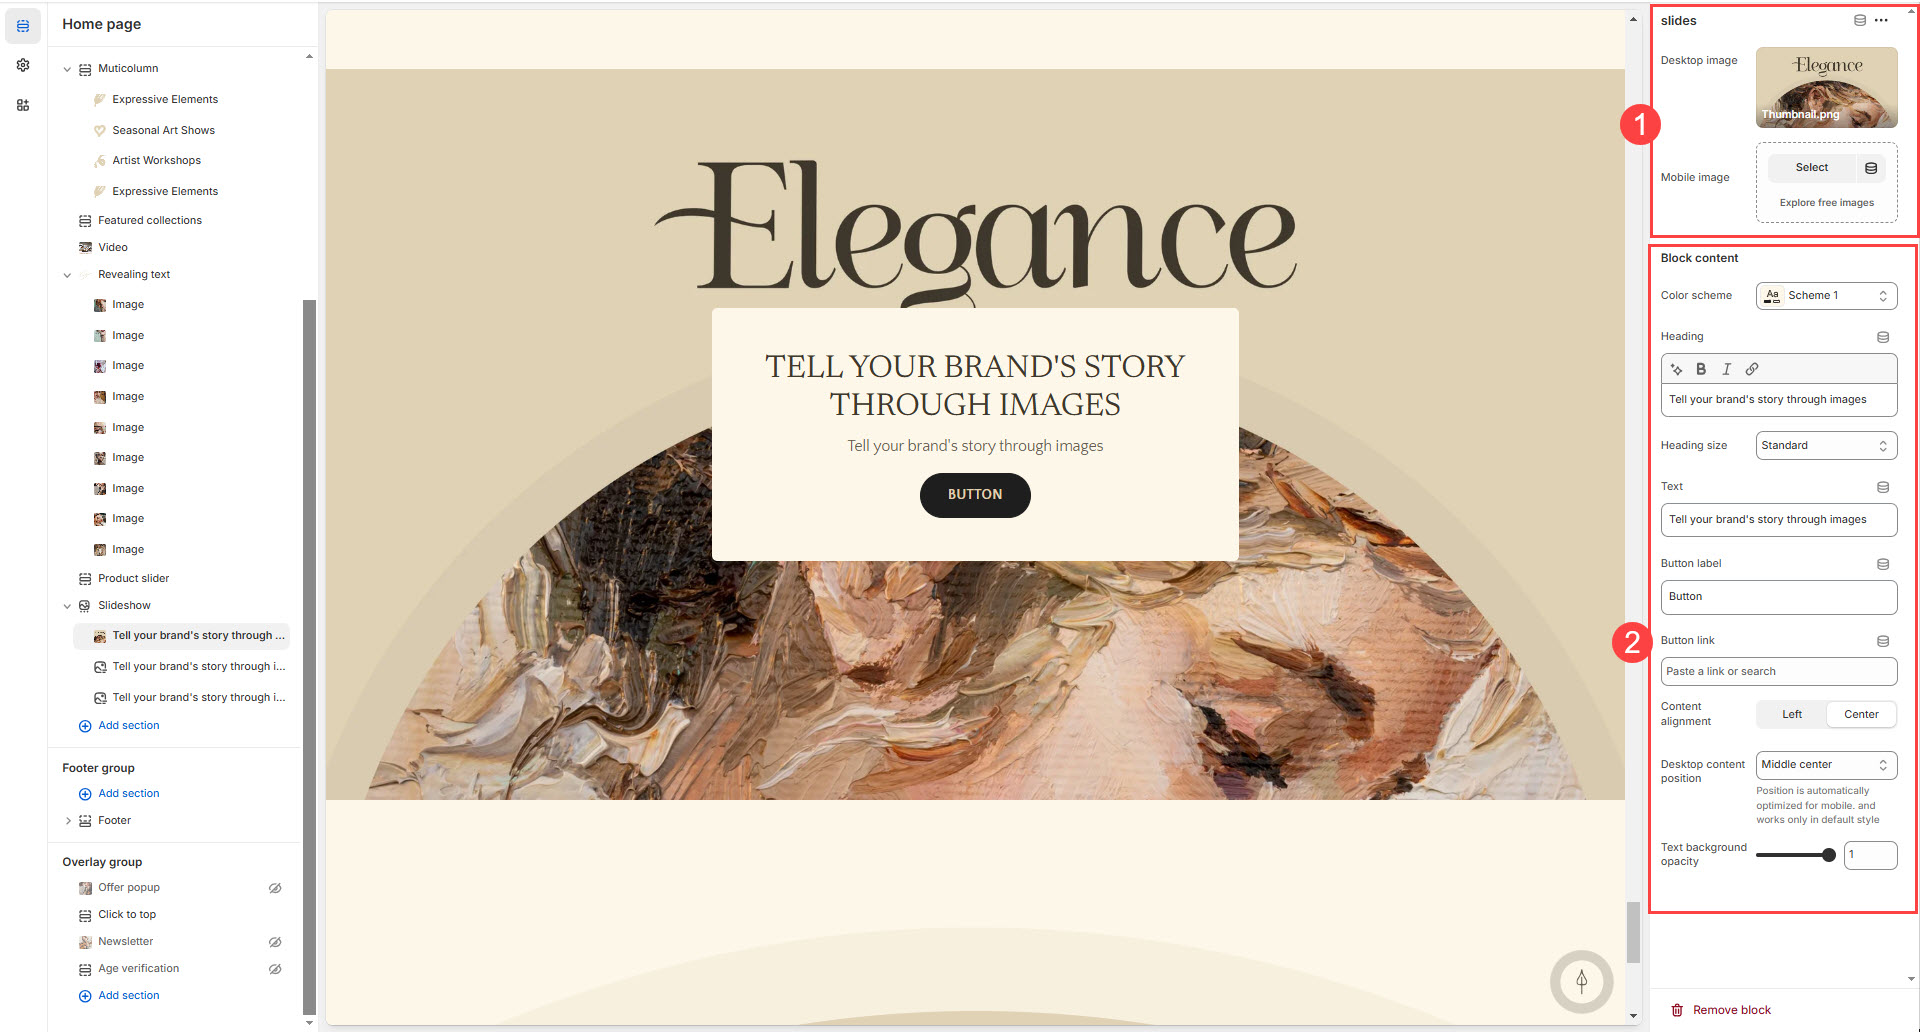 Home page
Muticolumn
Expressive Elements
Seasonal Art Shows
Artist Workshops
Expressive Elements
Featured collections
Video
Revealing text
Image
Image
Image
Image
Image
Image
Image
Image
Image
Product slider
Slideshow
Tell your brand's story through ...
Tell your brand's story through i...
Tell your brand's story through i...
Add section
Footer group
Add section
Footer
Overlay group
Offer popup
Click to top
Newsletter
Age verification
Add section
Elegance
TELL YOUR BRAND'S STORY
THROUGH IMAGES
Tell your brand's story through images
BUTTON
1
2
slides
Desktop image
Elegance
Thumbnail.png
Mobile image
Select
Explore free images
Block content
Color scheme
Aa
Scheme 1
Heading
B I
Tell your brand's story through images
Heading size
Standard
Text
Tell your brand's story through images
Button label
Button
Button link
Paste a link or search
Content
alignment
Left
Center
Desktop content
position
Middle center
Position is automatically
optimized for mobile. and
works only in default style
Text background
opacity
1
Remove block